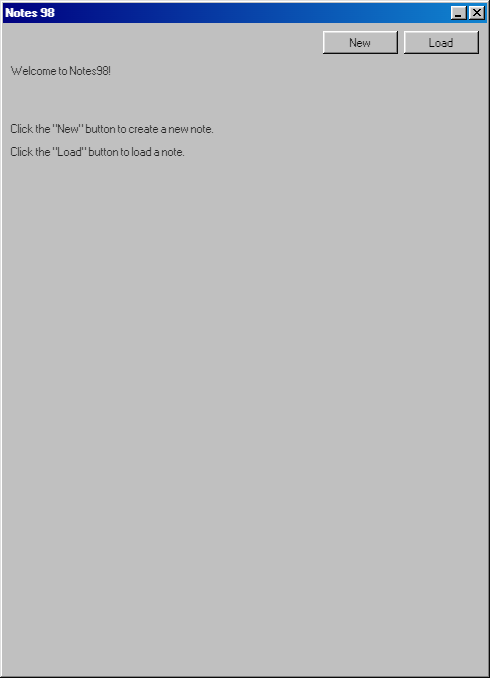 Notes 98
New Load
Welcome to Notes98!
Click the "New" button to create a new note.
Click the "Load" button to load a note.